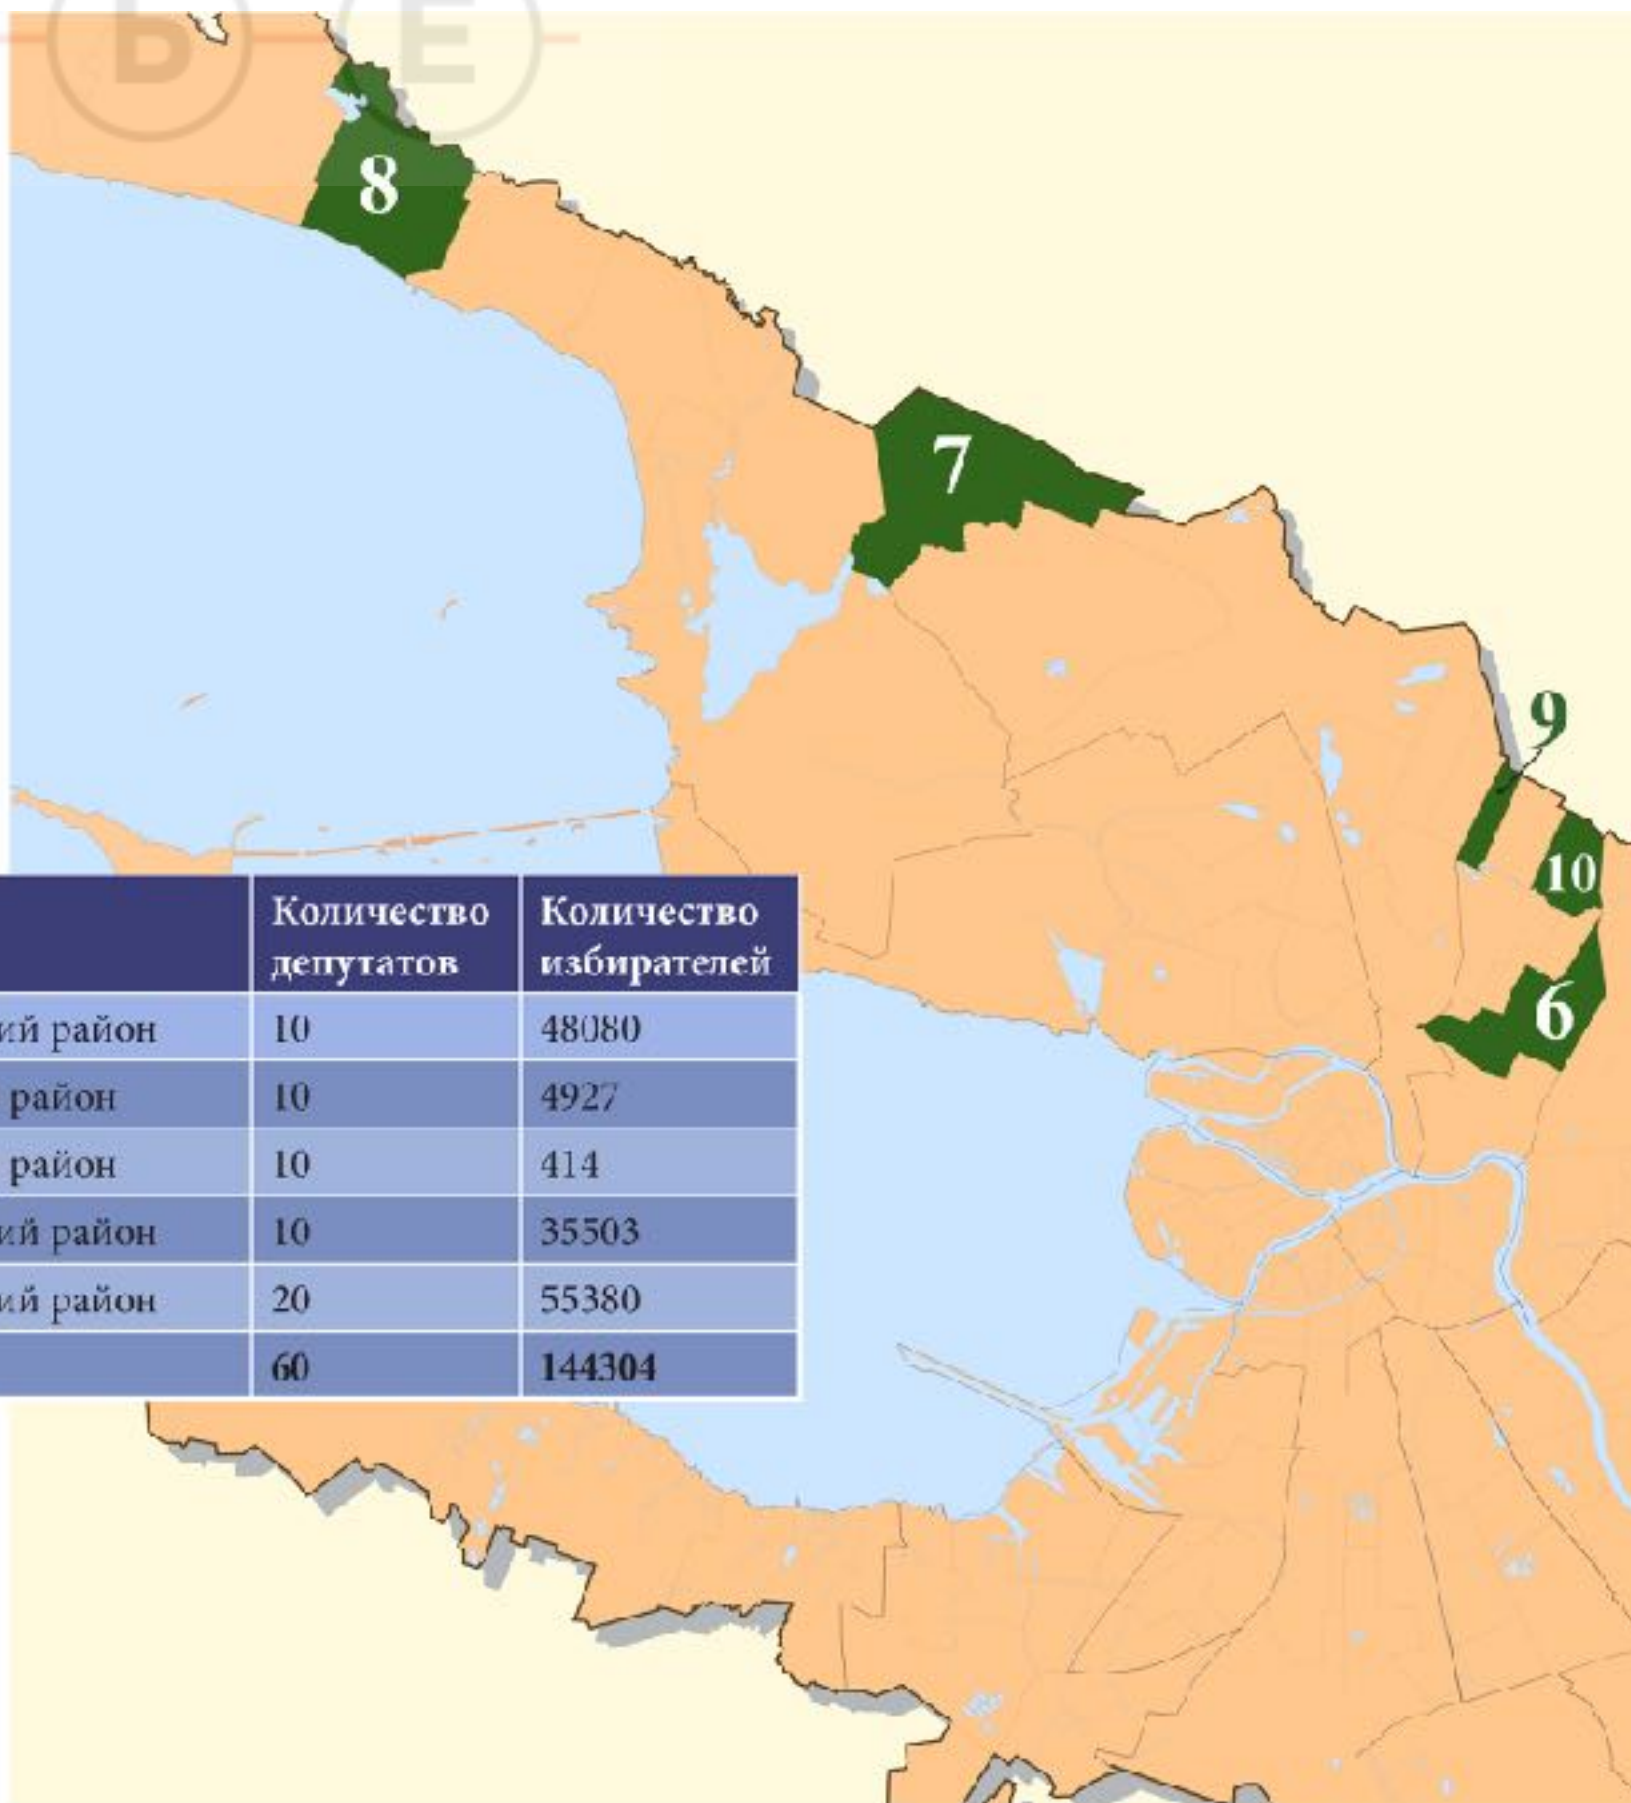 Б Е
8
7
9
10
6
Количество Количество
депутатов избирателей
ий район 10 48080
район 10 4927
район 10 414
ий район 10 35503
ий район 20 55380
60 144304